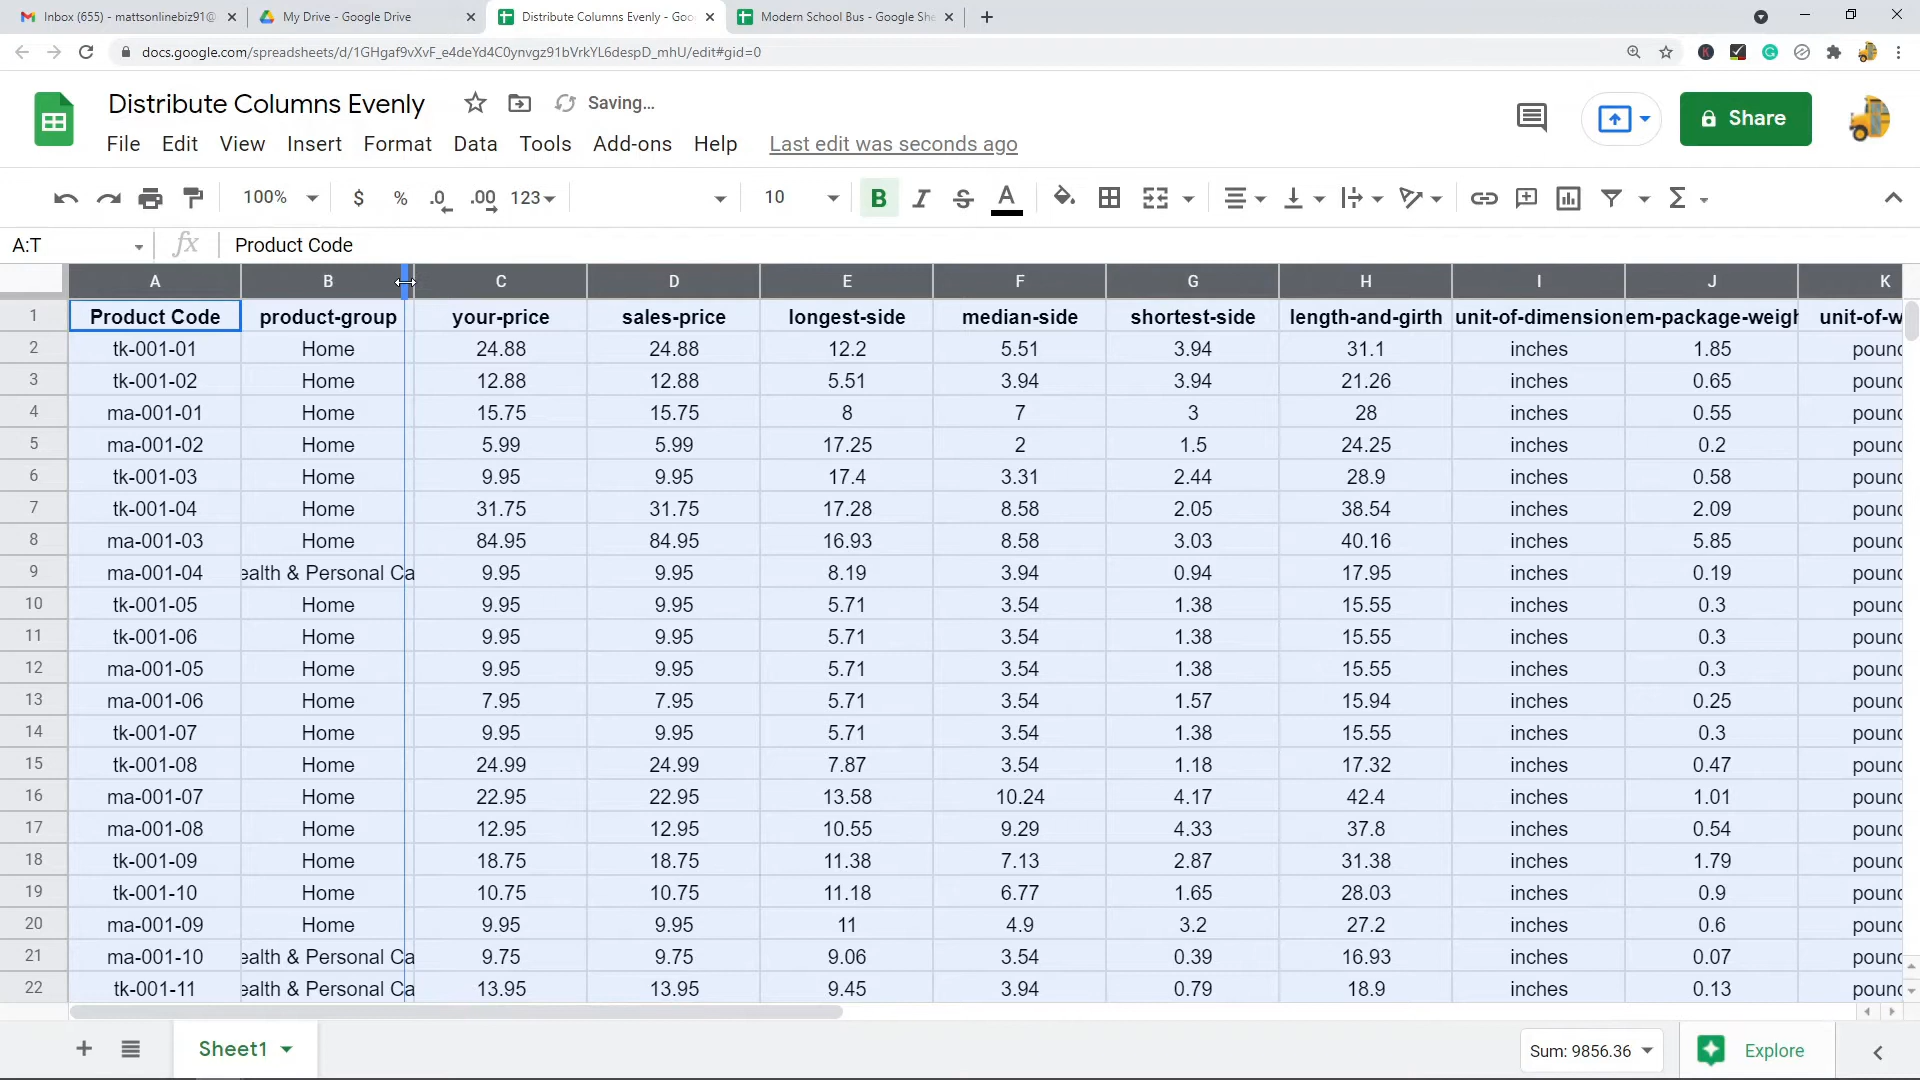 Inbox (655) - mattsonlinebiz91@
My Drive - Google Drive
Distribute Columns Evenly - Goo
Modern School Bus - Google She
docs.google.com/spreadsheets/d/1GHgaf9vXvF_e4deYd4C0ynvgz91bVrkYL6despD_mhU/edit#gid=0
Distribute Columns Evenly Saving...
Share
File Edit View Insert Format Data Tools Add-ons Help Last edit was seconds ago
100% $ % .0 .00 123 10 B I S A Σ
A:T fx Product Code
A B C D E F G H I J K
1 Product Code product-group your-price sales-price longest-side median-side shortest-side length-and-girth unit-of-dimension em-package-weigh unit-of-w
2 tk-001-01 Home 24.88 24.88 12.2 5.51 3.94 31.1 inches 1.85 pounc
3 tk-001-02 Home 12.88 12.88 5.51 3.94 3.94 21.26 inches 0.65 pounc
4 ma-001-01 Home 15.75 15.75 8 7 3 28 inches 0.55 pounc
5 ma-001-02 Home 5.99 5.99 17.25 2 1.5 24.25 inches 0.2 pounc
6 tk-001-03 Home 9.95 9.95 17.4 3.31 2.44 28.9 inches 0.58 pounc
7 tk-001-04 Home 31.75 31.75 17.28 8.58 2.05 38.54 inches 2.09 pounc
8 ma-001-03 Home 84.95 84.95 16.93 8.58 3.03 40.16 inches 5.85 pounc
9 ma-001-04 ealth & Personal Ca 9.95 9.95 8.19 3.94 0.94 17.95 inches 0.19 pounc
10 tk-001-05 Home 9.95 9.95 5.71 3.54 1.38 15.55 inches 0.3 pounc
11 tk-001-06 Home 9.95 9.95 5.71 3.54 1.38 15.55 inches 0.3 pounc
12 ma-001-05 Home 9.95 9.95 5.71 3.54 1.38 15.55 inches 0.3 pounc
13 ma-001-06 Home 7.95 7.95 5.71 3.54 1.57 15.94 inches 0.25 pounc
14 tk-001-07 Home 9.95 9.95 5.71 3.54 1.38 15.55 inches 0.3 pounc
15 tk-001-08 Home 24.99 24.99 7.87 3.54 1.18 17.32 inches 0.47 pounc
16 ma-001-07 Home 22.95 22.95 13.58 10.24 4.17 42.4 inches 1.01 pounc
17 ma-001-08 Home 12.95 12.95 10.55 9.29 4.33 37.8 inches 0.54 pounc
18 tk-001-09 Home 18.75 18.75 11.38 7.13 2.87 31.38 inches 1.79 pounc
19 tk-001-10 Home 10.75 10.75 11.18 6.77 1.65 28.03 inches 0.9 pounc
20 ma-001-09 Home 9.95 9.95 11 4.9 3.2 27.2 inches 0.6 pounc
21 ma-001-10 ealth & Personal Ca 9.75 9.75 9.06 3.54 0.39 16.93 inches 0.07 pounc
22 tk-001-11 ealth & Personal Ca 13.95 13.95 9.45 3.94 0.79 18.9 inches 0.13 pounc
Sheet1 Sum: 9856.36 Explore